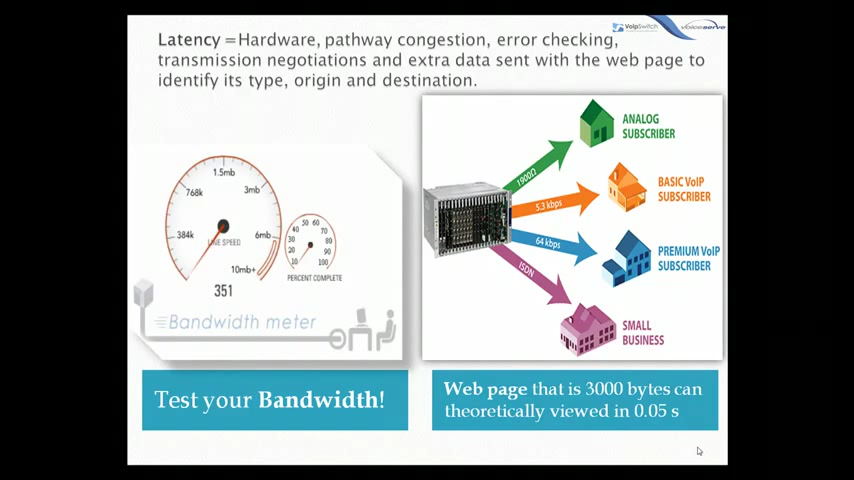 VoipSwitch
voiceserve
Latency =Hardware, pathway congestion, error checking,
transmission negotiations and extra data sent with the web page to
identify its type, origin and destination.
1.5mb
768k
3mb
384k
6mb
LINE SPEED
10mb+
351
10
20
30
40
50
60
70
80
90
100
PERCENT COMPLETE
Bandwidth meter
ANALOG
SUBSCRIBER
1900Ω
BASIC VoIP
SUBSCRIBER
5.3 kbps
64 kbps
PREMIUM VoIP
SUBSCRIBER
ISDN
SMALL
BUSINESS
Test your Bandwidth!
Web page that is 3000 bytes can
theoretically viewed in 0.05 s